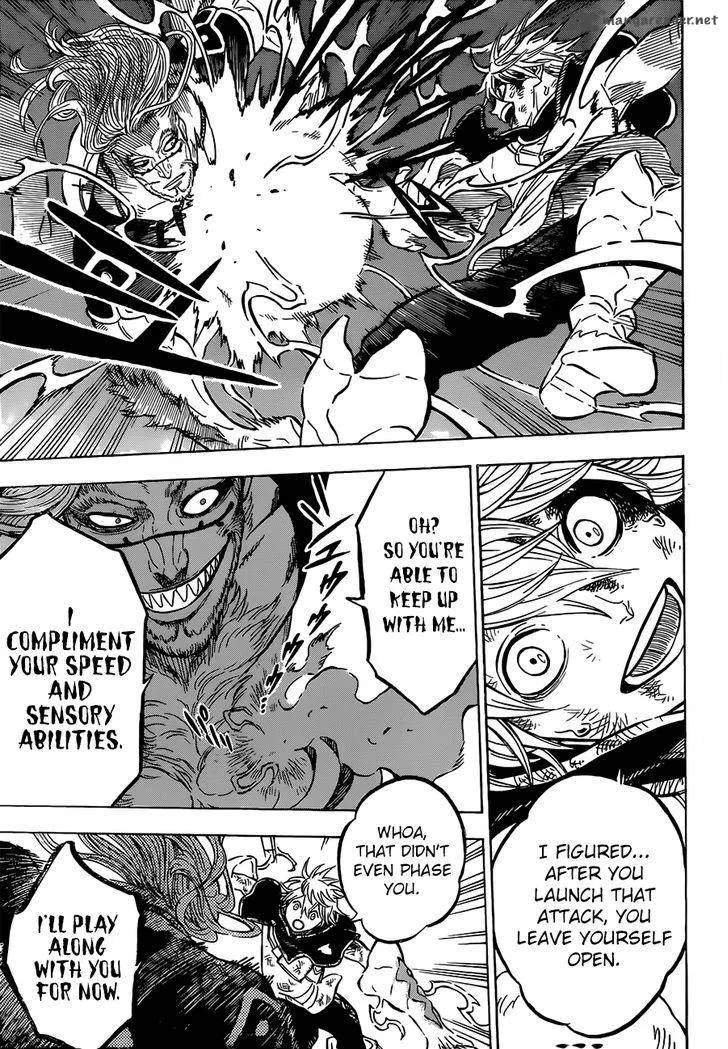 mangareader.net
I FIGURED...
AFTER YOU
LAUNCH THAT
ATTACK, YOU
LEAVE YOURSELF
OPEN.
OH?
SO YOU'RE
ABLE TO
KEEP UP
WITH ME...
I
COMPLIMENT
YOUR SPEED
AND
SENSORY
ABILITIES.
WHOA,
THAT DIDN'T
EVEN PHASE
YOU.
I'LL PLAY
ALONG
WITH YOU
FOR NOW.